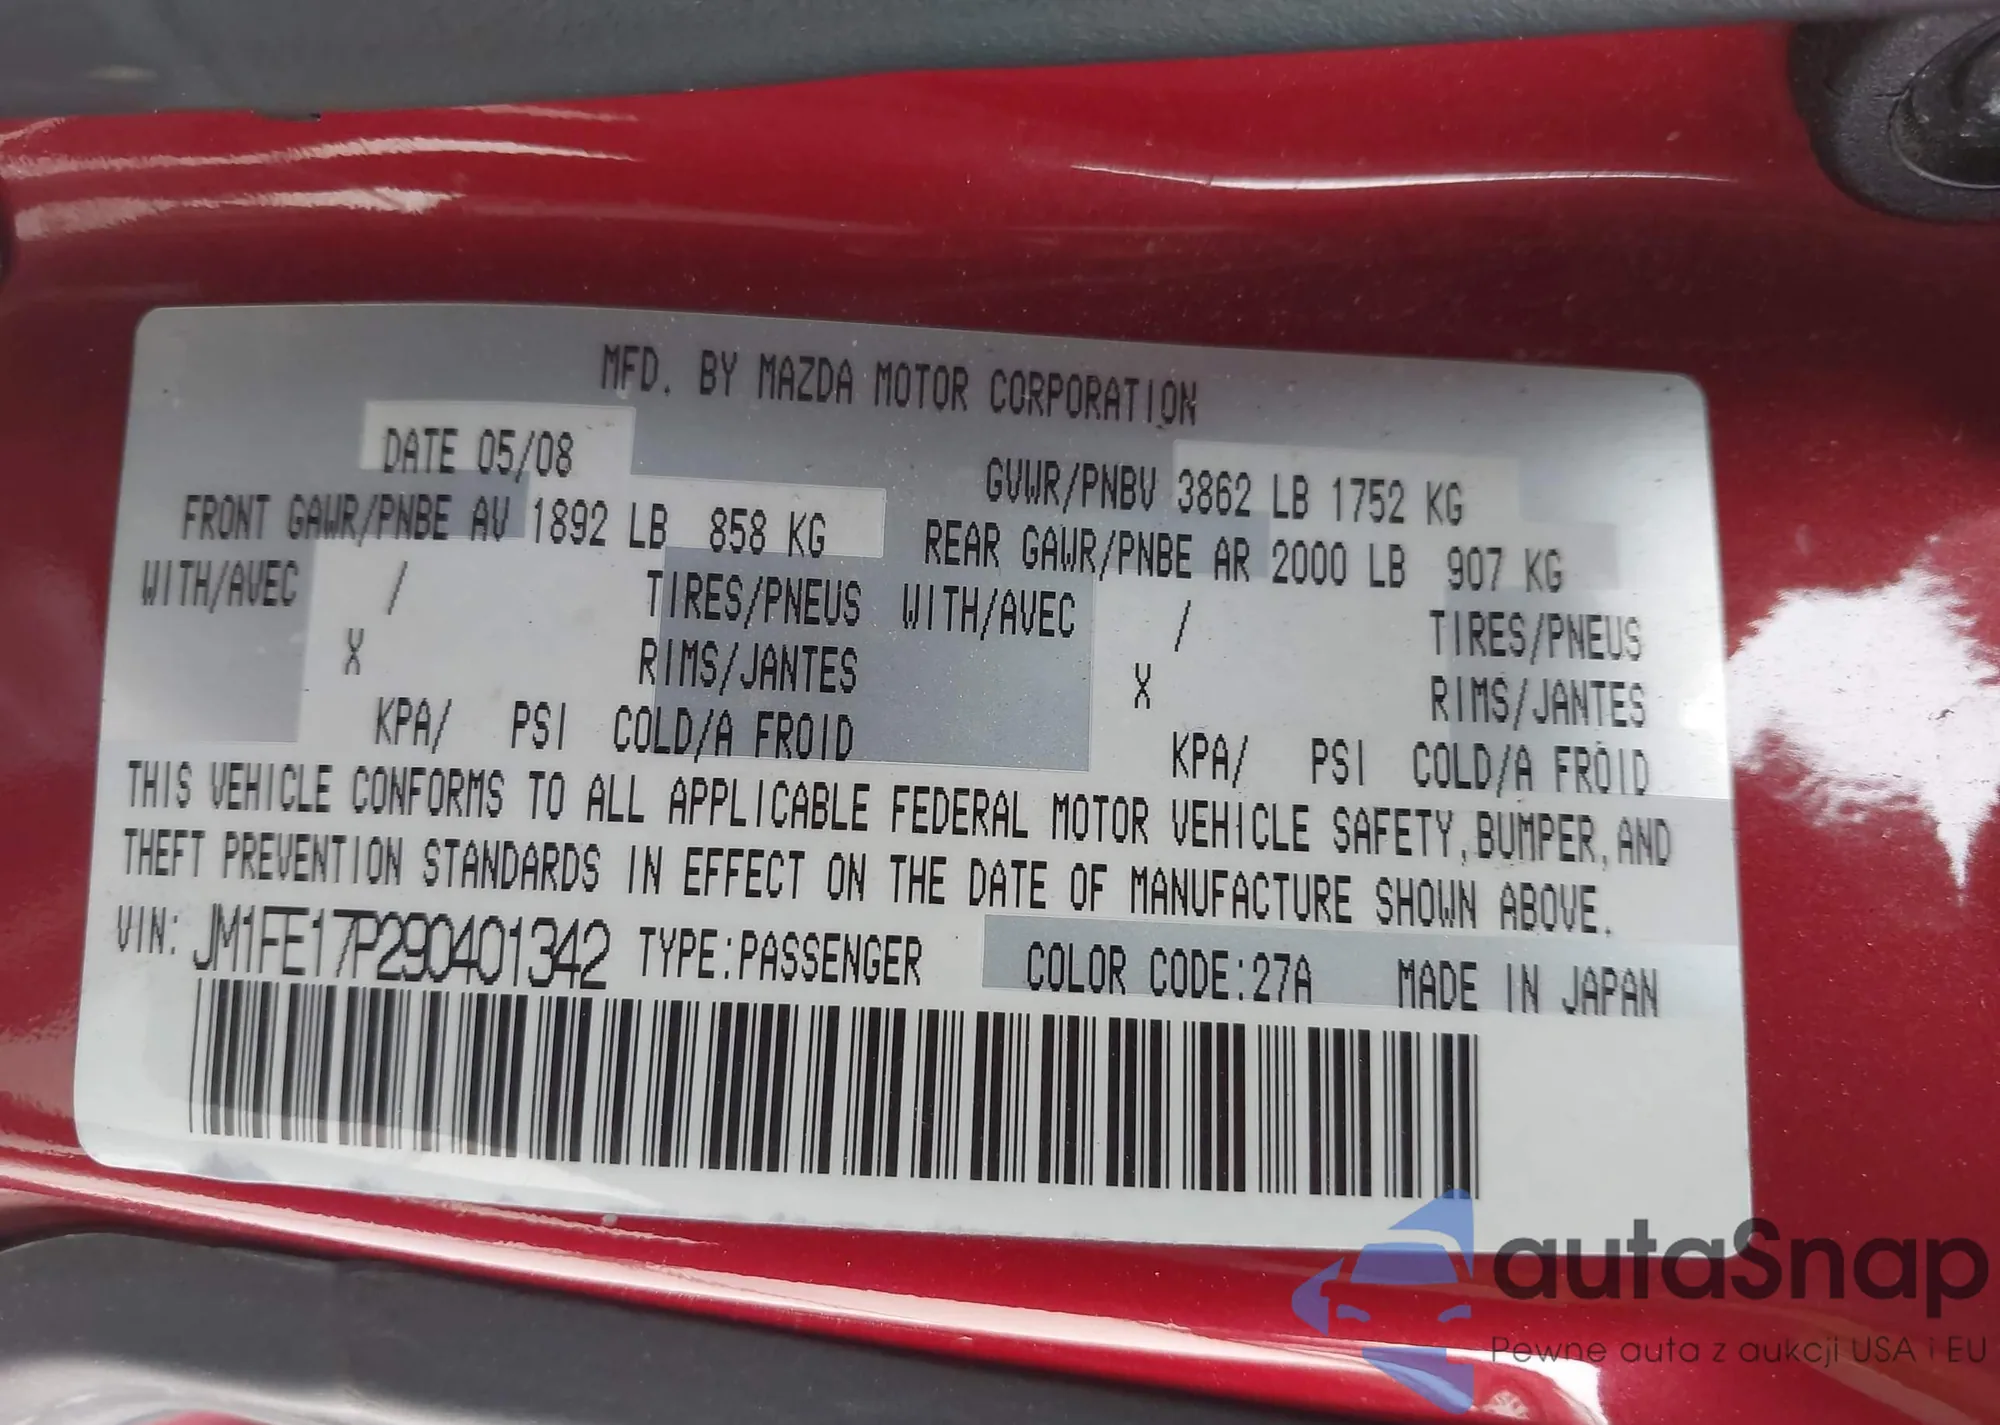 MFD. BY MAZDA MOTOR CORPORATION
DATE 05/08
GVWR/PNBV 3862 LB 1752 KG
FRONT GAWR/PNBE AV 1892 LB 858 KG
REAR GAWR/PNBE AR 2000 LB 907 KG
WITH/AVEC / TIRES/PNEUS WITH/AVEC / TIRES/PNEUS
X RIMS/JANTES X RIMS/JANTES
KPA/ PSI COLD/A FROID KPA/ PSI COLD/A FROID
THIS VEHICLE CONFORMS TO ALL APPLICABLE FEDERAL MOTOR VEHICLE SAFETY, BUMPER, AND
THEFT PREVENTION STANDARDS IN EFFECT ON THE DATE OF MANUFACTURE SHOWN ABOVE.
VIN: JM1FE17P290401342 TYPE:PASSENGER COLOR CODE:27A MADE IN JAPAN
autaSnap
Pewne auta z aukcji USA i EU